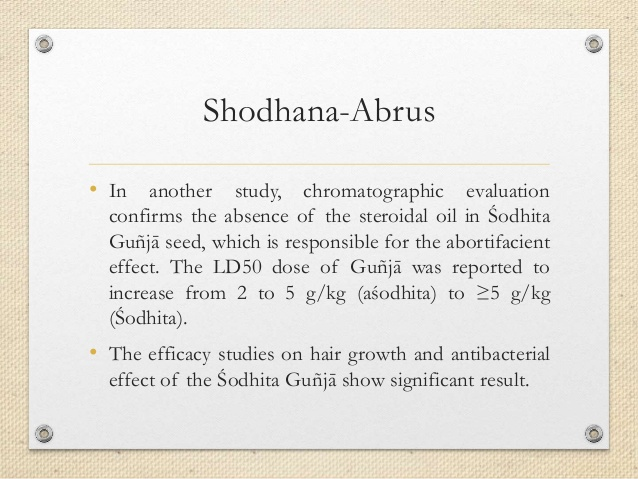 Shodhana-Abrus
• In another study, chromatographic evaluation
confirms the absence of the steroidal oil in Śodhita
Guñjā seed, which is responsible for the abortifacient
effect. The LD50 dose of Guñjā was reported to
increase from 2 to 5 g/kg (aśodhita) to ≥5 g/kg
(Śodhita).
• The efficacy studies on hair growth and antibacterial
effect of the Śodhita Guñjā show significant result.